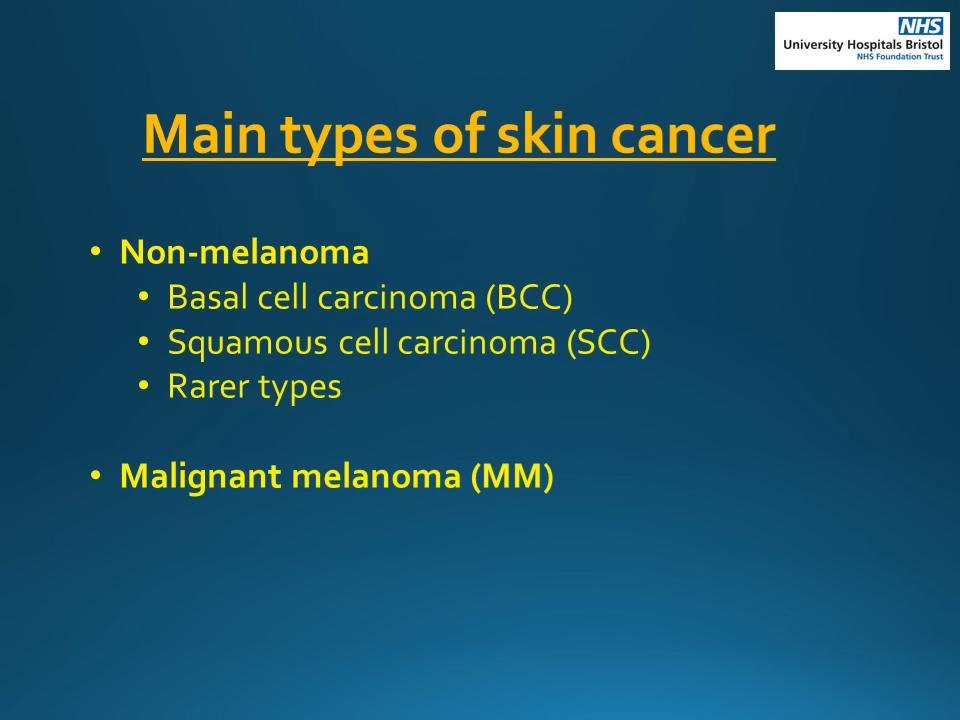 NHS
University Hospitals Bristol
NHS Foundation Trust
Main types of skin cancer
• Non-melanoma
• Basal cell carcinoma (BCC)
• Squamous cell carcinoma (SCC)
• Rarer types
• Malignant melanoma (MM)